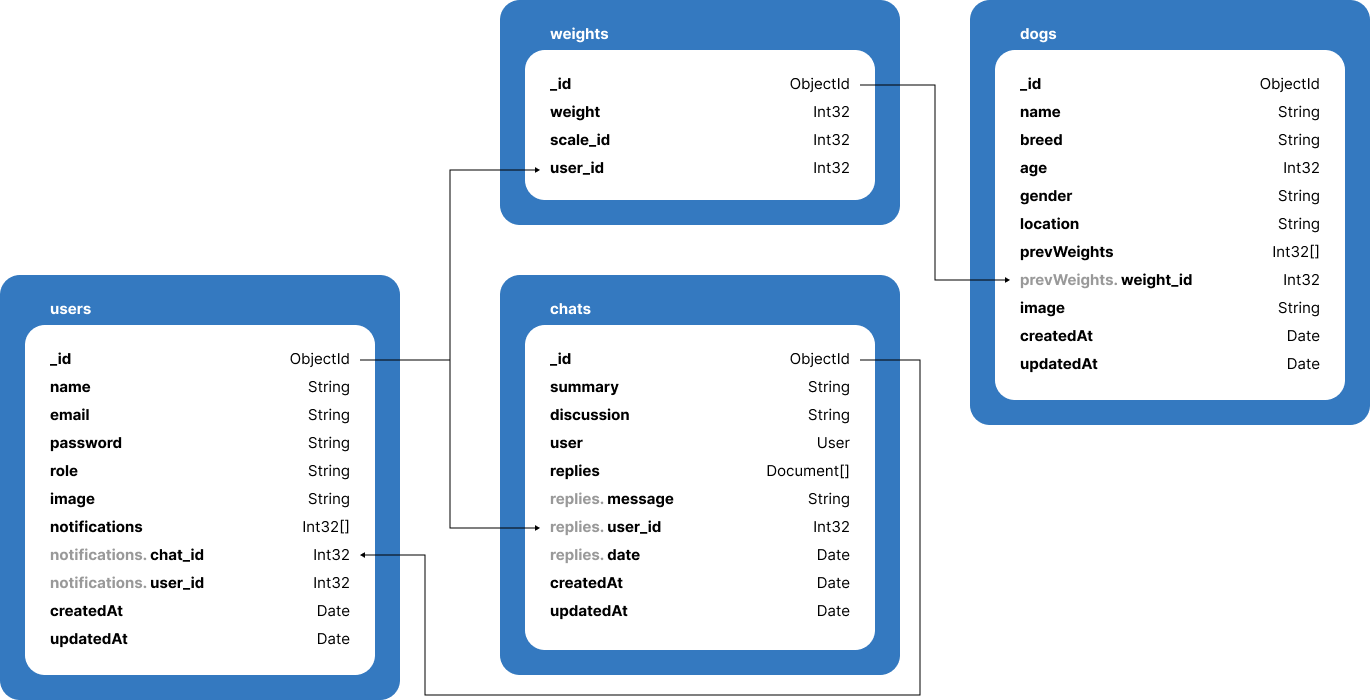 weights
_id ObjectId
weight Int32
scale_id Int32
user_id Int32
dogs
_id ObjectId
name String
breed String
age Int32
gender String
location String
prevWeights Int32[]
prevWeights. weight_id Int32
image String
createdAt Date
updatedAt Date
users
_id ObjectId
name String
email String
password String
role String
image String
notifications Int32[]
notifications. chat_id Int32
notifications. user_id Int32
createdAt Date
updatedAt Date
chats
_id ObjectId
summary String
discussion String
user User
replies Document[]
replies. message String
replies. user_id Int32
replies. date Date
createdAt Date
updatedAt Date